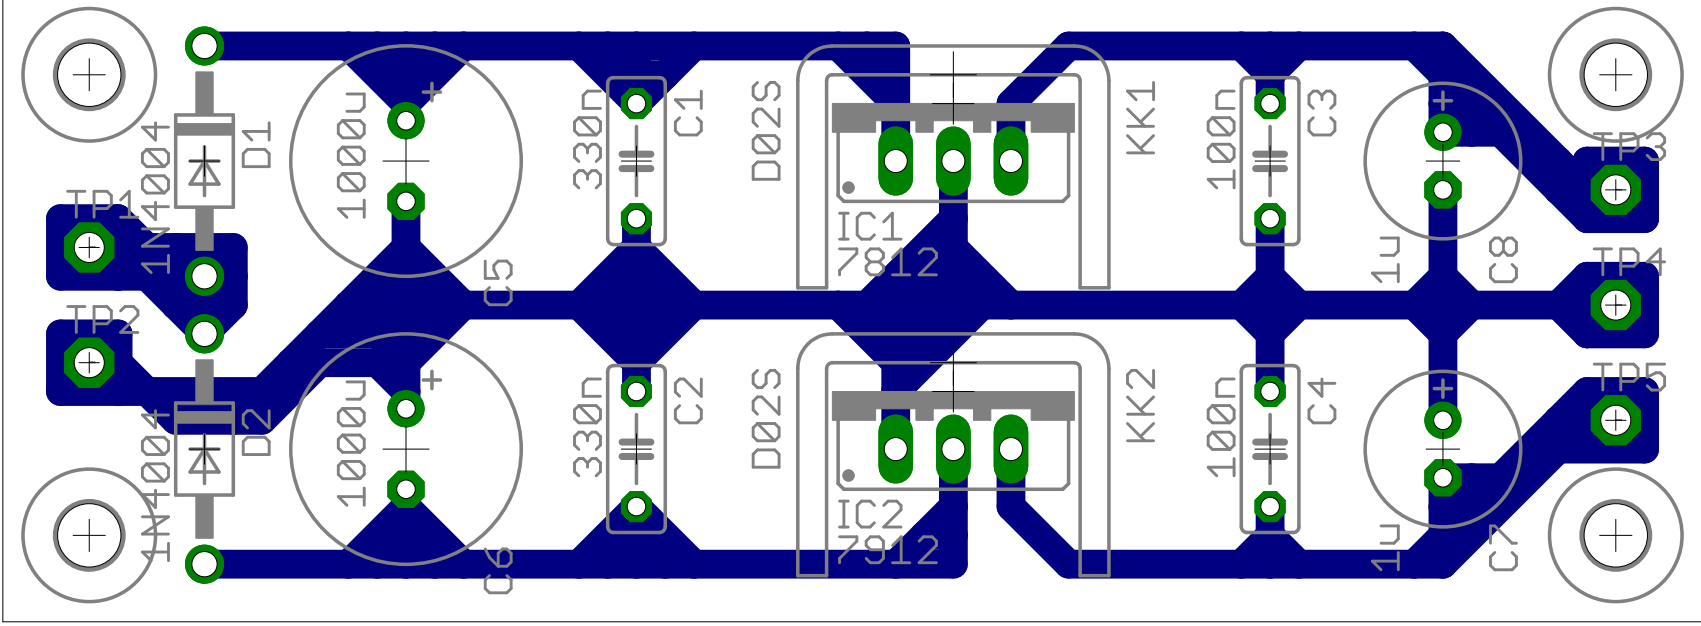 TP1
TP2
1N4004
D1
1N4004
D2
1000u
C5
1000u
C6
330n
C1
330n
C2
D02S
KK1
IC1
7812
D02S
KK2
IC2
7912
100n
C3
100n
C4
1u
C8
1u
C7
TP3
TP4
TP5